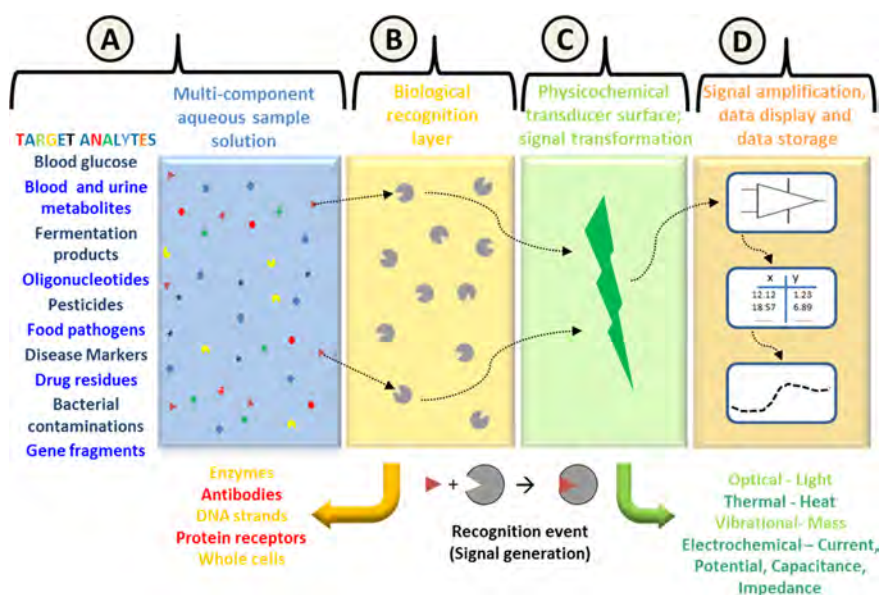 A
B
C
D
Multi-component
aqueous sample
solution
Biological
recognition
layer
Physicochemical
transducer surface;
signal transformation
Signal amplification,
data display and
data storage
TARGET ANALYTES
Blood glucose
Blood and urine
metabolites
Fermentation
products
Oligonucleotides
Pesticides
Food pathogens
Disease Markers
Drug residues
Bacterial
contaminations
Gene fragments
x y
12.12 1.23
18.57 6.89
Enzymes
Antibodies
DNA strands
Protein receptors
Whole cells
+ →
Recognition event
(Signal generation)
Optical - Light
Thermal - Heat
Vibrational- Mass
Electrochemical – Current,
Potential, Capacitance,
Impedance